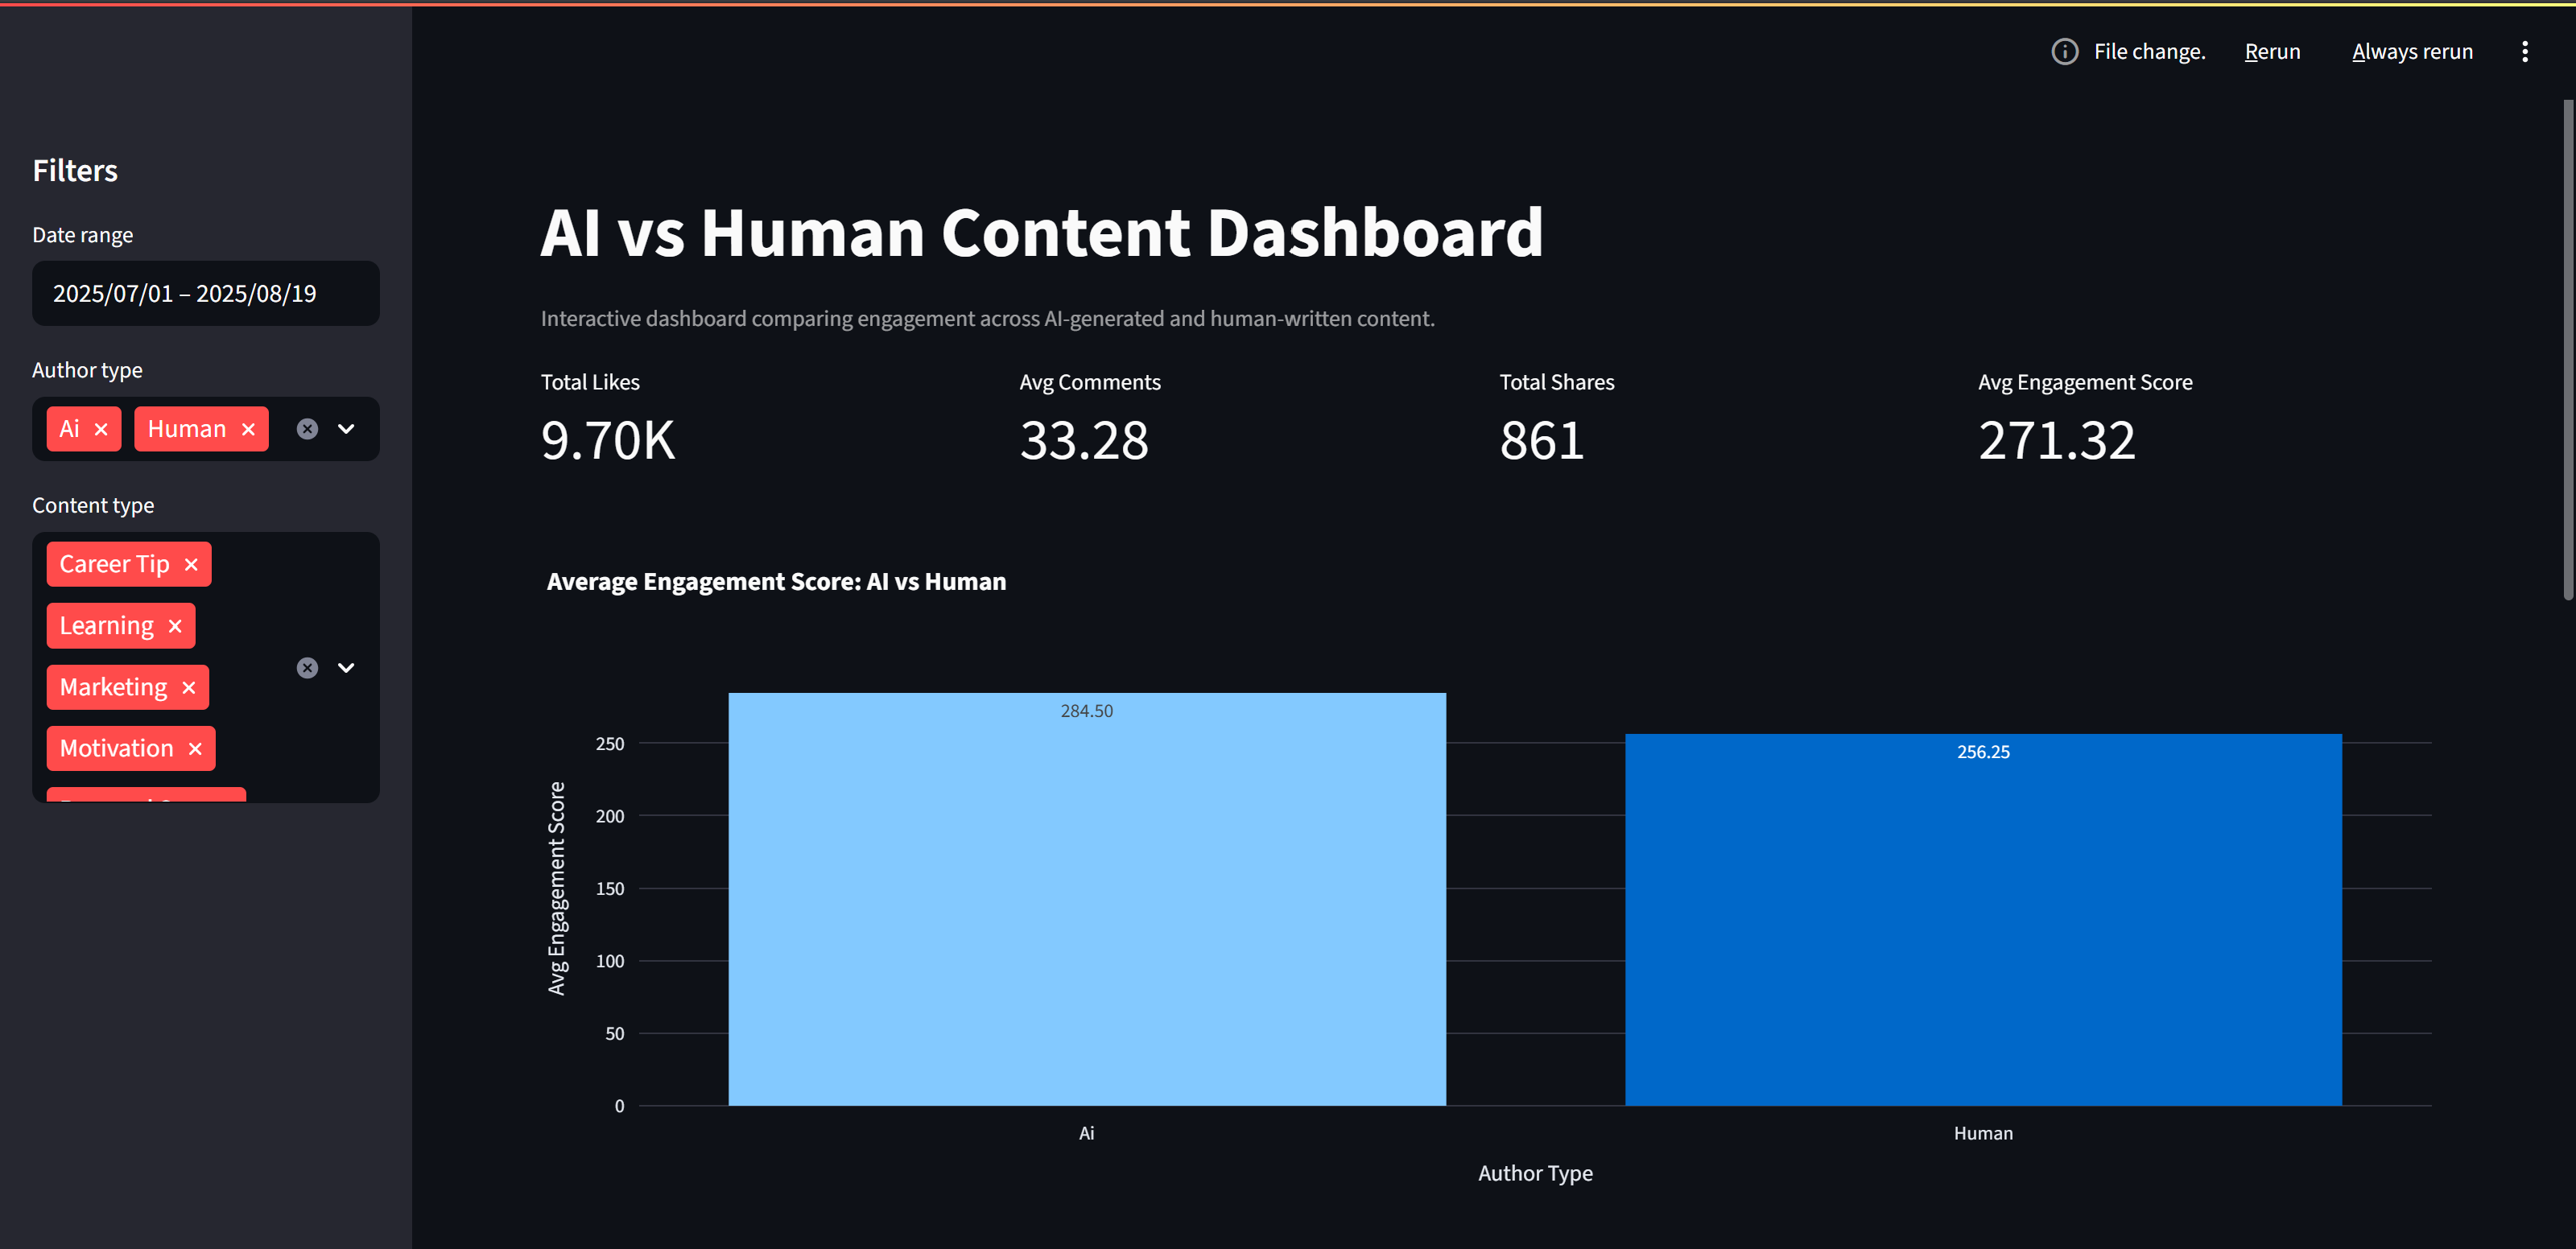 File change. Rerun Always rerun
Filters
Date range
2025/07/01 – 2025/08/19
Author type
Ai Human
Content type
Career Tip
Learning
Marketing
Motivation
AI vs Human Content Dashboard
Interactive dashboard comparing engagement across AI-generated and human-written content.
Total Likes
9.70K
Avg Comments
33.28
Total Shares
861
Avg Engagement Score
271.32
Average Engagement Score: AI vs Human
Avg Engagement Score
250
200
150
100
50
0
284.50
256.25
Ai
Human
Author Type